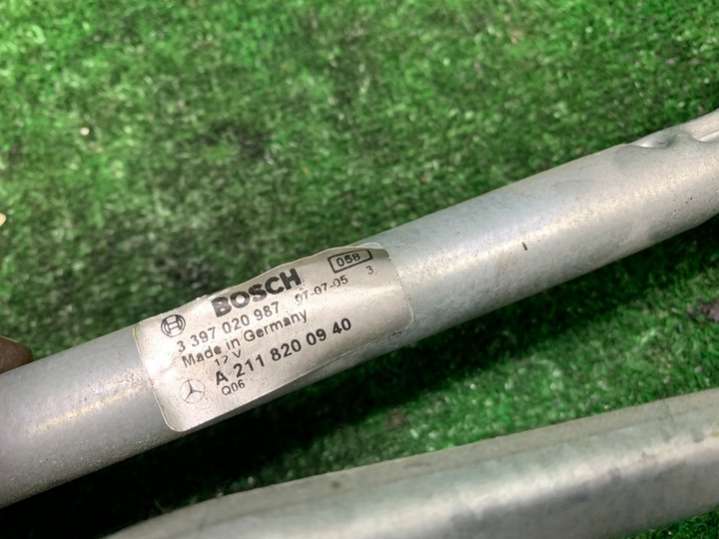 BOSCH 058
3 397 020 987 07-07-05 3
Made in Germany
12 V
A 211 820 09 40
Q06